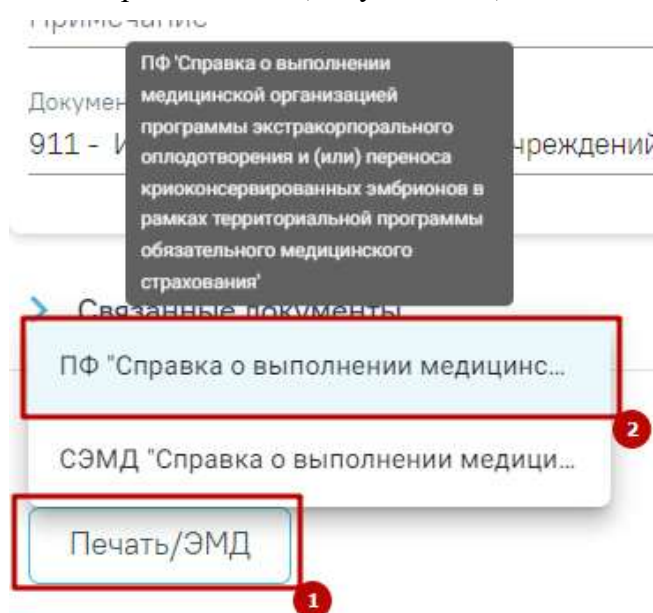 Примечание
ПФ 'Справка о выполнении
медицинской организацией
программы экстракорпорального
оплодотворения и (или) переноса
криоконсервированных эмбрионов в
рамках территориальной программы
обязательного медицинского
страхования'
Докумен
911 - И
чреждений
Связанные документы
ПФ "Справка о выполнении медицинс...
2
СЭМД "Справка о выполнении медици...
Печать/ЭМД
1